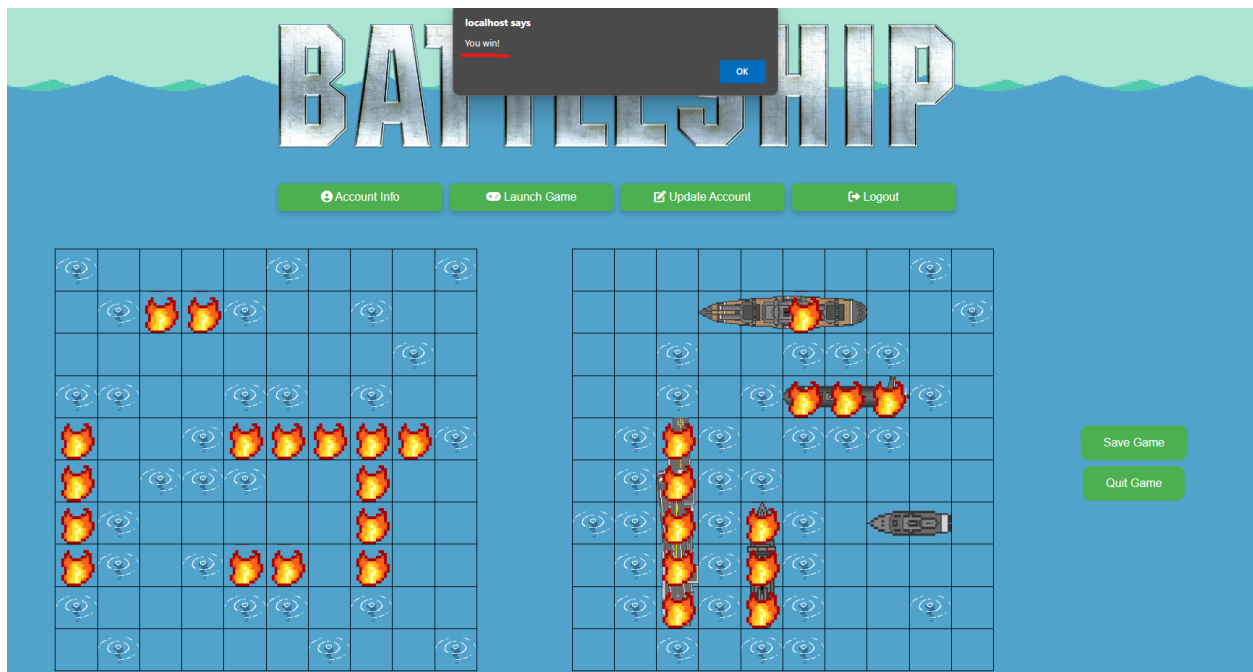 localhost says
You win!
OK
BATTLESHIP
Account Info
Launch Game
Update Account
Logout
Save Game
Quit Game